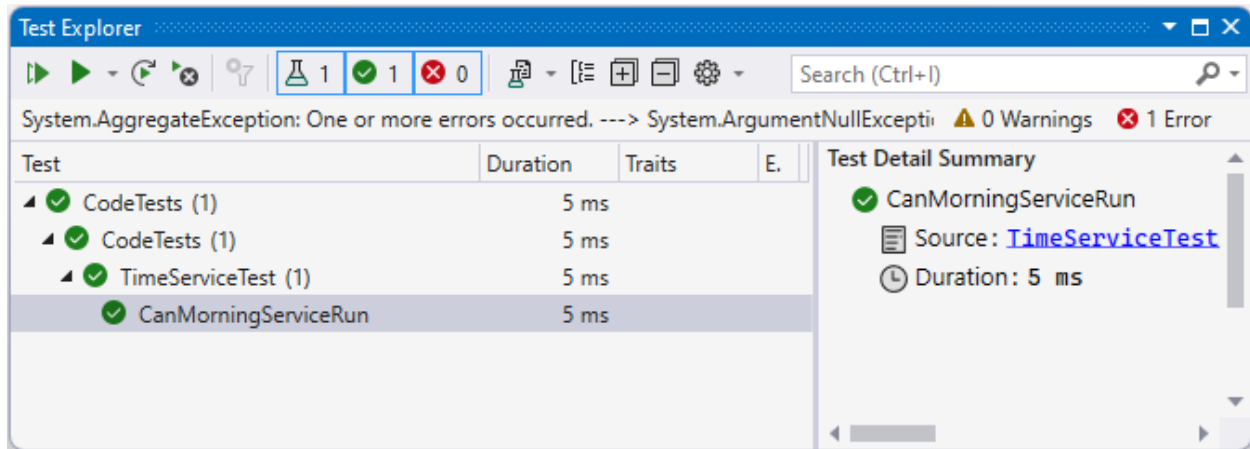 Test Explorer
1 1 0 Search (Ctrl+I)
System.AggregateException: One or more errors occurred. ---> System.ArgumentNullExcepti 0 Warnings 1 Error
Test Duration Traits E. Test Detail Summary
CodeTests (1) 5 ms CanMorningServiceRun
CodeTests (1) 5 ms Source: TimeServiceTest
TimeServiceTest (1) 5 ms Duration: 5 ms
CanMorningServiceRun 5 ms